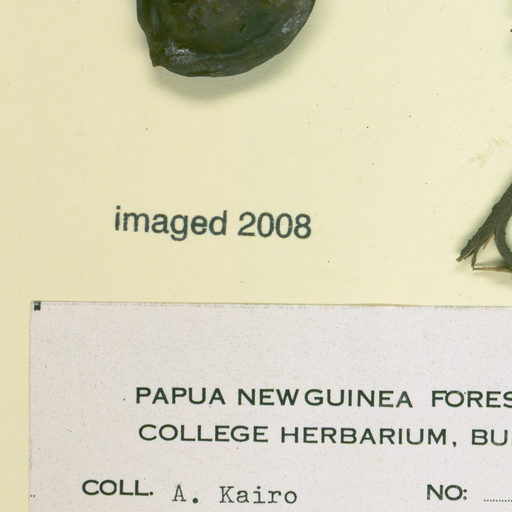 imaged 2008
PAPUA NEW GUINEA
COLLEGE HERBARIUM,
COLL. A. Kairo NO: